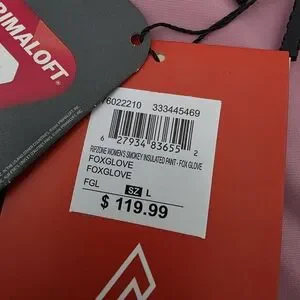 PRIMALOFT®
76022210 333445469
6 27934 83655 2
RIPZONE WOMEN'S SMOKEY INSULATED PANT - FOX GLOVE
FOXGLOVE
FOXGLOVE
FGL SZ L
$ 119.99